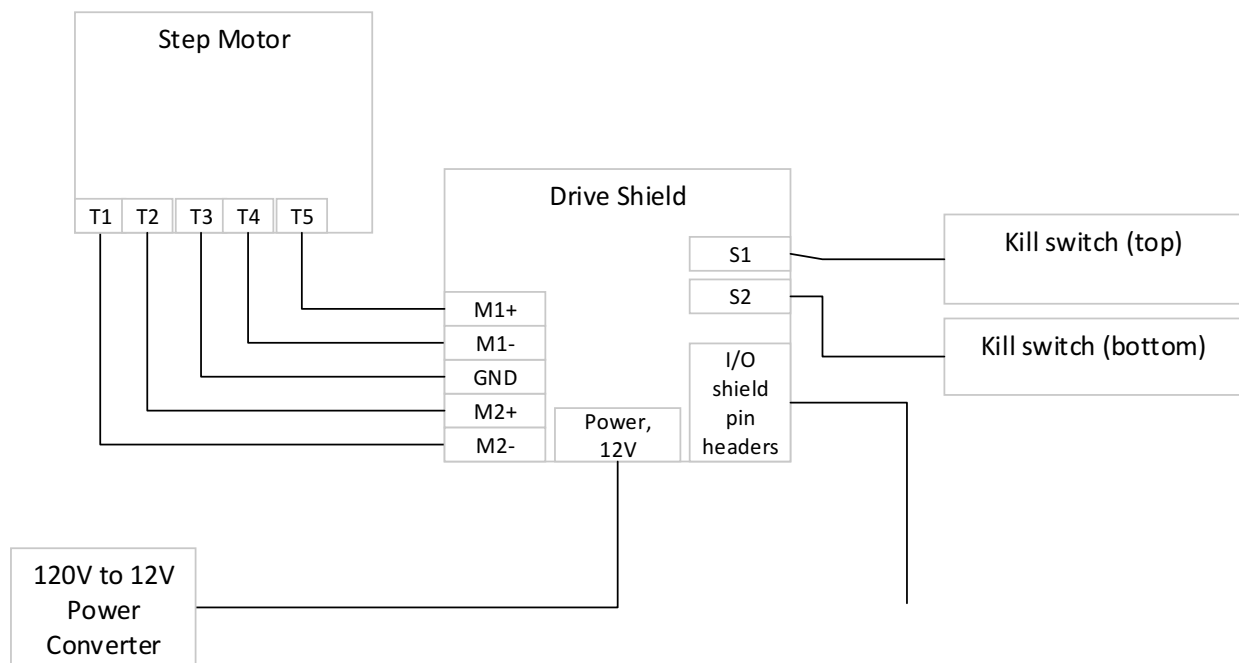 Step Motor
T1 T2 T3 T4 T5
Drive Shield
S1
S2
M1+
M1-
GND
M2+
M2-
Power,
12V
I/O
shield
pin
headers
Kill switch (top)
Kill switch (bottom)
120V to 12V
Power
Converter